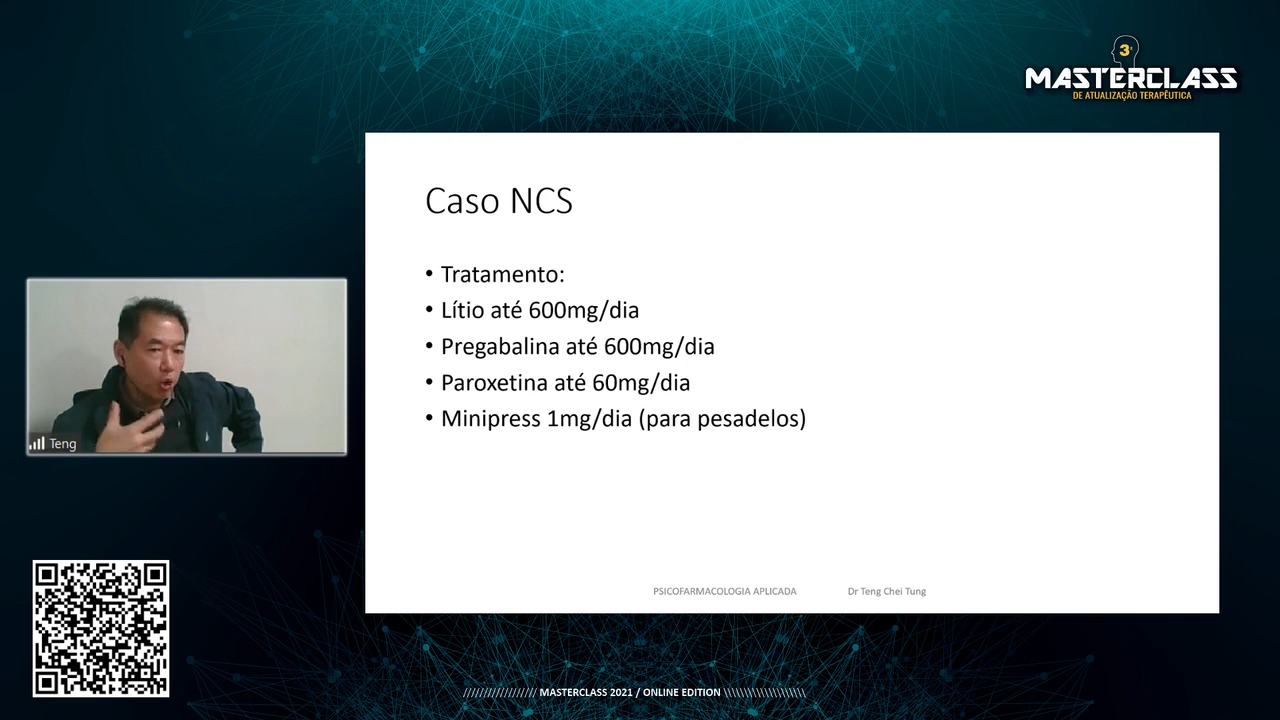 3ª
MASTERCLASS
DE ATUALIZAÇÃO TERAPÊUTICA
Caso NCS
• Tratamento:
• Lítio até 600mg/dia
• Pregabalina até 600mg/dia
• Paroxetina até 60mg/dia
• Minipress 1mg/dia (para pesadelos)
Teng
PSICOFARMACOLOGIA APLICADA Dr Teng Chei Tung
////////////////// MASTERCLASS 2021 / ONLINE EDITION \\\\\\\\\\\\\\\\\\\\